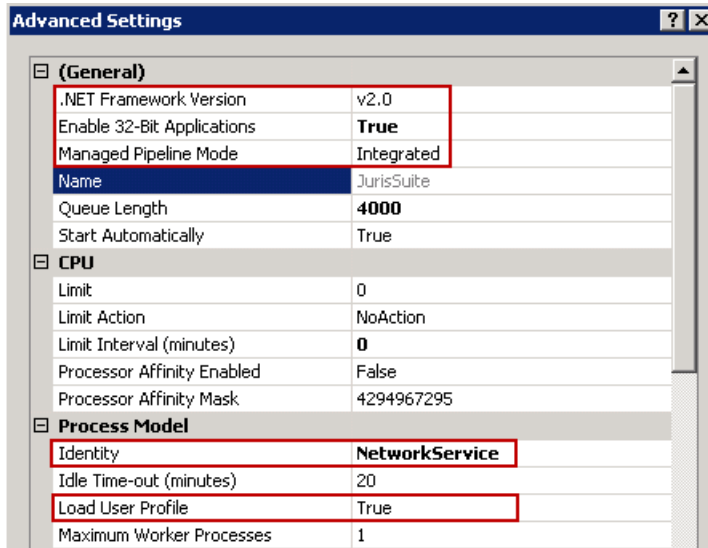 Advanced Settings
(General)
.NET Framework Version v2.0
Enable 32-Bit Applications True
Managed Pipeline Mode Integrated
Name JurisSuite
Queue Length 4000
Start Automatically True
CPU
Limit 0
Limit Action NoAction
Limit Interval (minutes) 0
Processor Affinity Enabled False
Processor Affinity Mask 4294967295
Process Model
Identity NetworkService
Idle Time-out (minutes) 20
Load User Profile True
Maximum Worker Processes 1